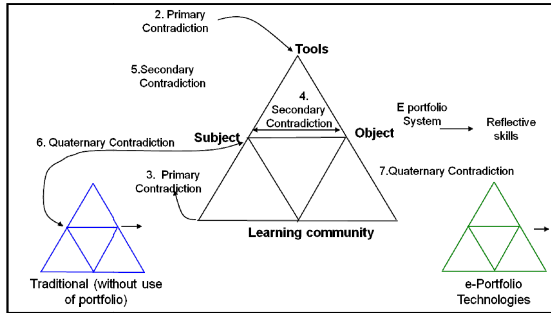 2. Primary
Contradiction
Tools
5.Secondary
Contradiction
4.
Secondary
Contradiction
E portfolio
System
Reflective
skills
Subject
Object
6. Quaternary Contradiction
7.Quaternary Contradiction
3. Primary
Contradiction
Learning community
Traditional (without use
of portfolio)
e-Portfolio
Technologies